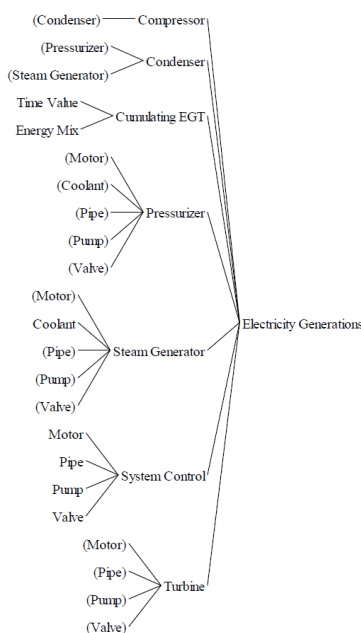 (Condenser) Compressor
(Pressurizer)
Condenser
(Steam Generator)
Time Value
Cumulating EGT
Energy Mix
(Motor)
(Coolant)
(Pipe) Pressurizer
(Pump)
(Valve)
(Motor)
Electricity Generations
Coolant
(Pipe) Steam Generator
(Pump)
(Valve)
Motor
Pipe
System Control
Pump
Valve
(Motor)
(Pipe)
Turbine
(Pump)
(Valve)